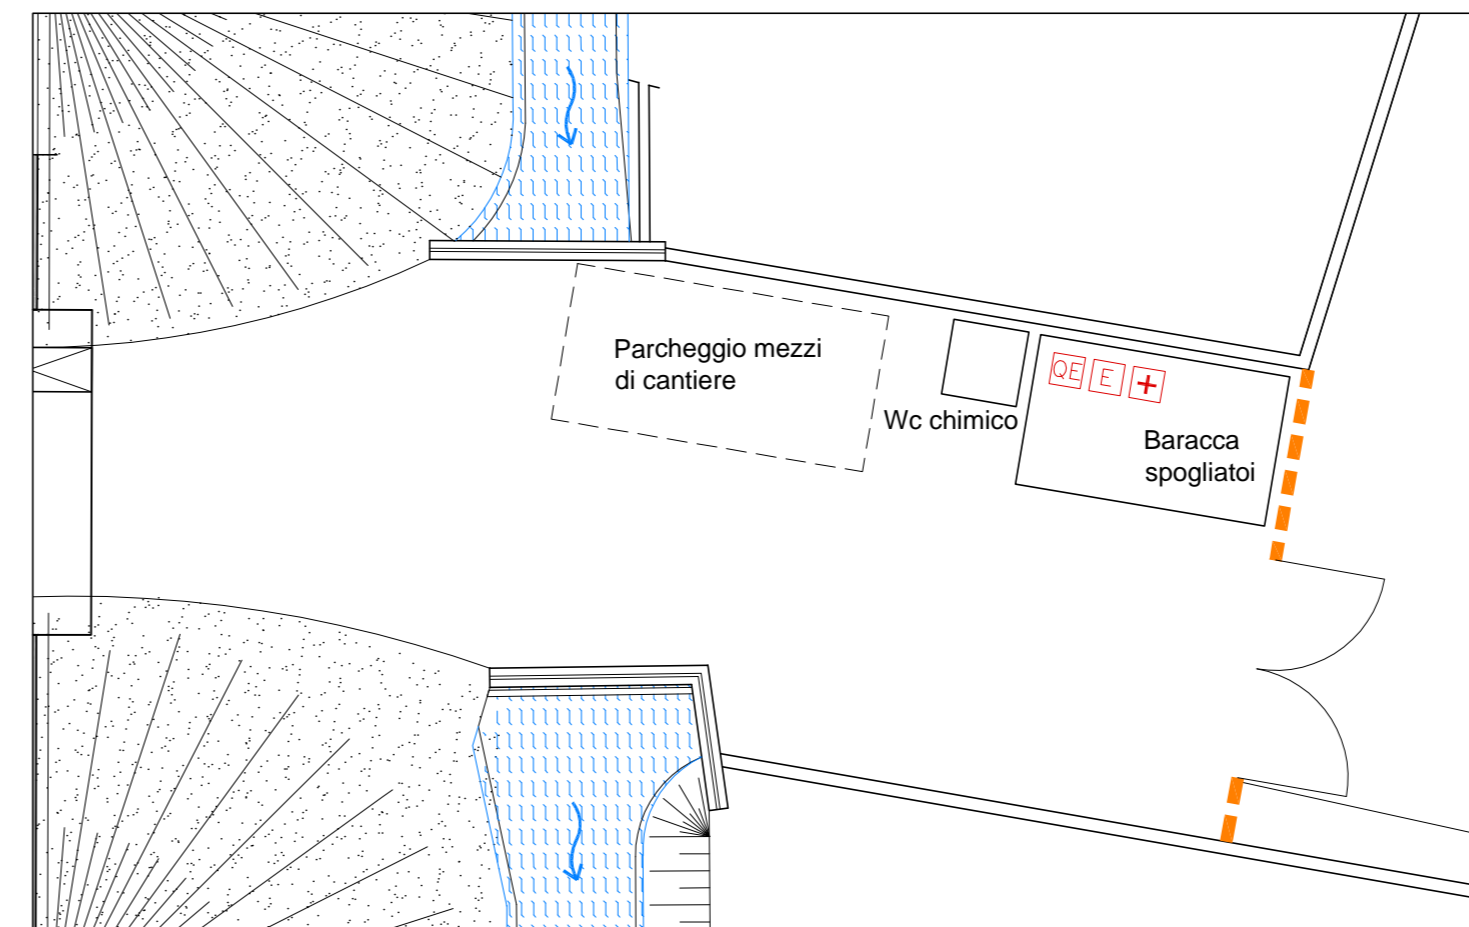 Parcheggio mezzi
di cantiere
Wc chimico
QE E
Baracca
spogliatoi